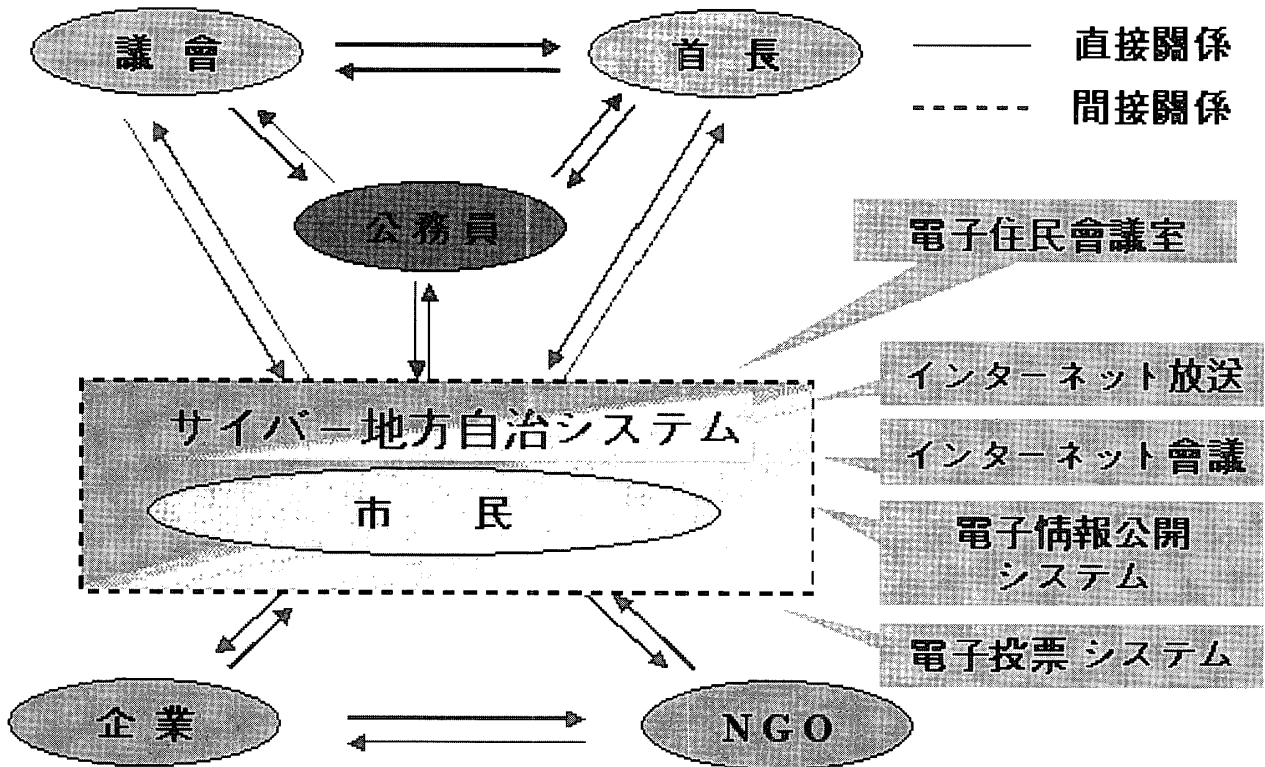 議會
首長
直接關係
間接關係
公務員
電子住民會議室
インターネット放送
サイバー地方自治システム
インターネット會議
市民
電子情報公開
システム
電子投票システム
企業
NGO